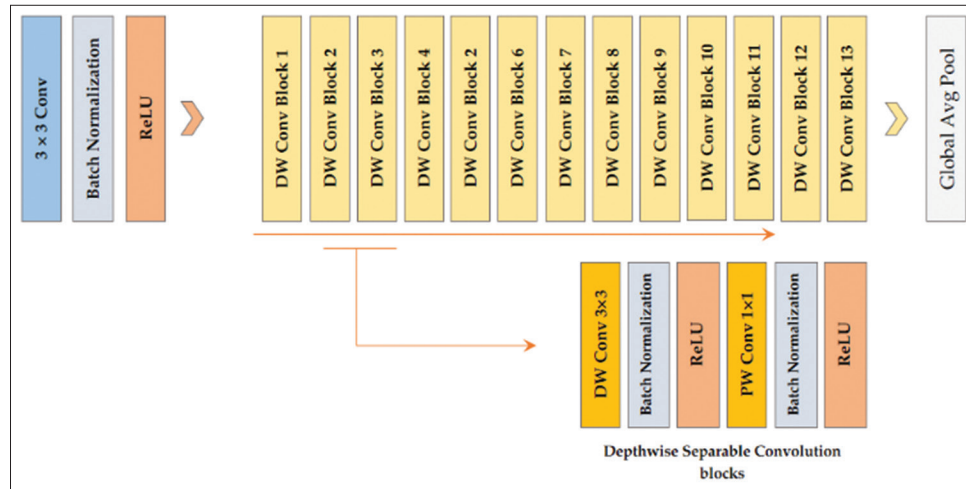 3 × 3 Conv
Batch Normalization
ReLU
DW Conv Block 1
DW Conv Block 2
DW Conv Block 3
DW Conv Block 4
DW Conv Block 2
DW Conv Block 6
DW Conv Block 7
DW Conv Block 8
DW Conv Block 9
DW Conv Block 10
DW Conv Block 11
DW Conv Block 12
DW Conv Block 13
Global Avg Pool
DW Conv 3×3
Batch Normalization
ReLU
PW Conv 1×1
Batch Normalization
ReLU
Depthwise Separable Convolution
blocks